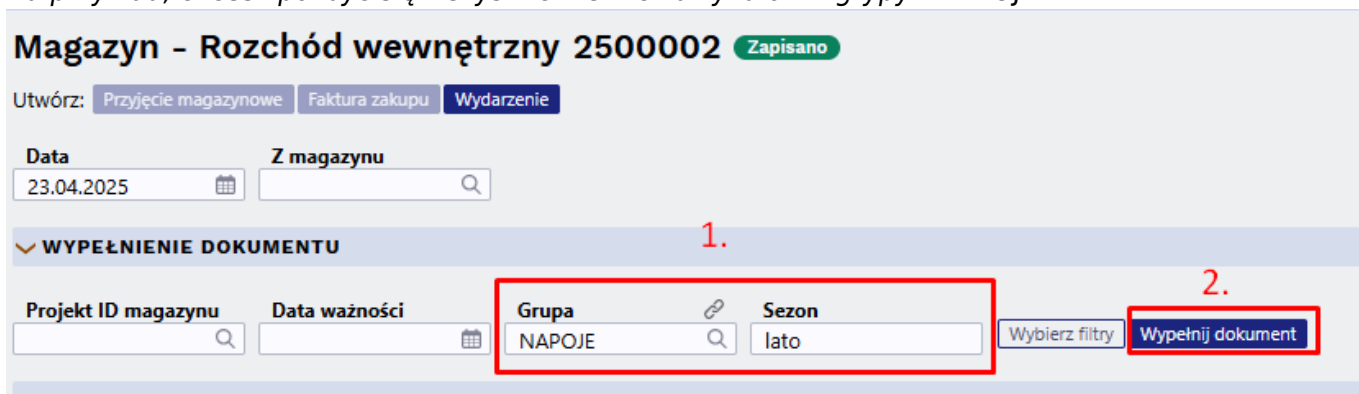 Magazyn - Rozchód wewnętrzny 2500002 Zapisano
Utwórz: Przyjęcie magazynowe Faktura zakupu Wydarzenie
Data Z magazynu
23.04.2025
WYPEŁNIENIE DOKUMENTU 1.
2.
Projekt ID magazynu Data ważności Grupa Sezon
NAPOJE lato Wybierz filtry Wypełnij dokument